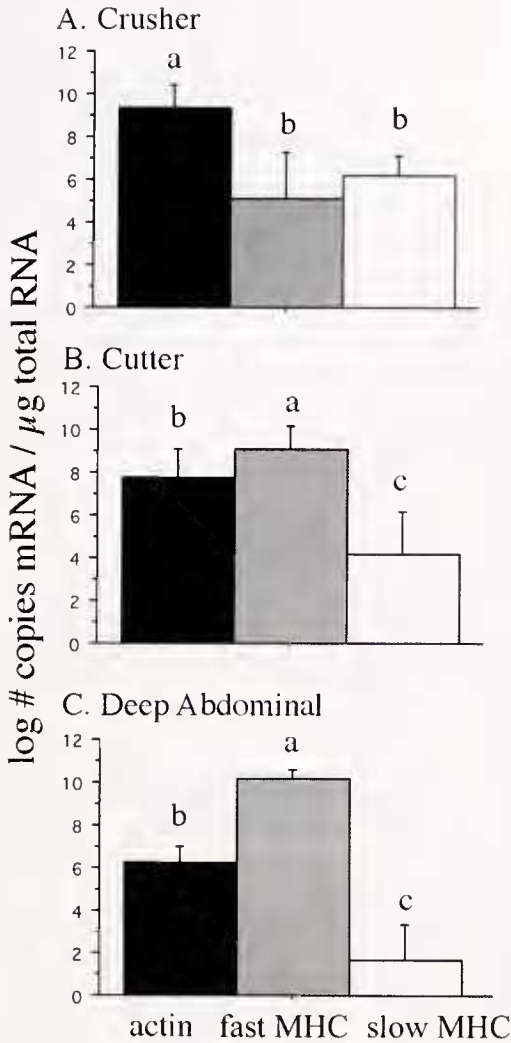 A. Crusher
12
10
8
6
4
2
0
a
b
b
B. Cutter
12
10
8
6
4
2
0
b
a
c
C. Deep Abdominal
12
10
8
6
4
2
0
b
a
c
actin fast MHC slow MHC
log # copies mRNA / µg total RNA